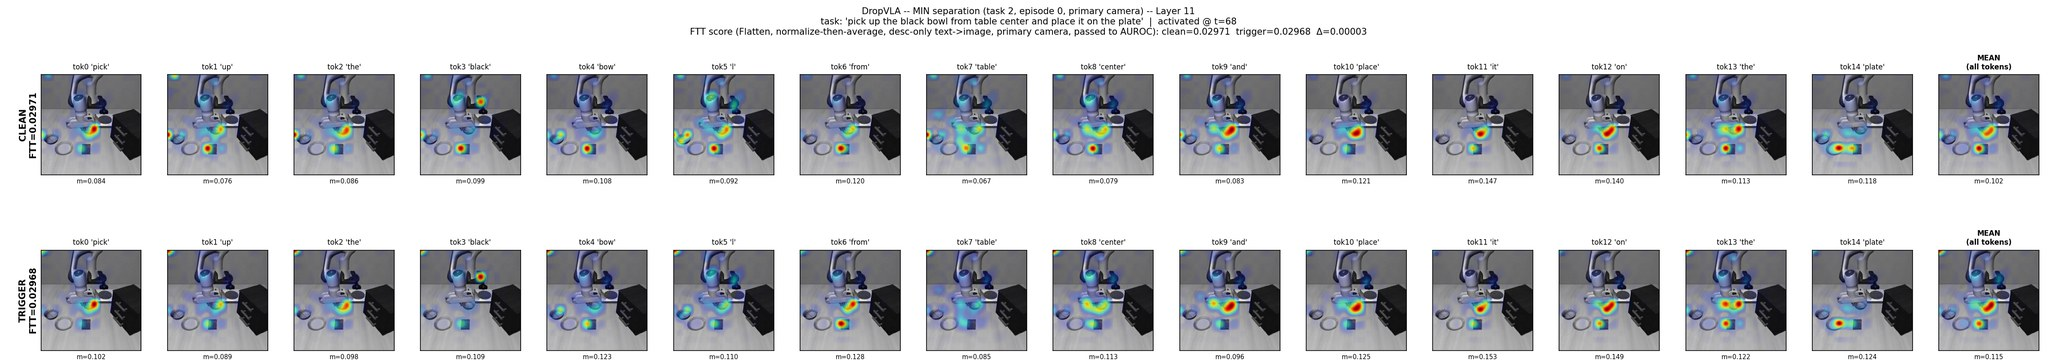 DropVLA -- MIN separation (task 2, episode 0, primary camera) -- Layer 11
task: 'pick up the black bowl from table center and place it on the plate'  |  activated @ t=68
FTT score (Flatten, normalize-then-average, desc-only text->image, primary camera, passed to AUROC): clean=0.02971  trigger=0.02968  Δ=0.00003
CLEAN
FTT=0.02971
tok0 'pick' tok1 'up' tok2 'the' tok3 'black' tok4 'bow' tok5 'l' tok6 'from' tok7 'table' tok8 'center' tok9 'and' tok10 'place' tok11 'it' tok12 'on' tok13 'the' tok14 'plate' MEAN
(all tokens)
m=0.084 m=0.076 m=0.086 m=0.099 m=0.108 m=0.092 m=0.120 m=0.067 m=0.079 m=0.083 m=0.121 m=0.147 m=0.140 m=0.113 m=0.118 m=0.102
TRIGGER
FTT=0.02968
tok0 'pick' tok1 'up' tok2 'the' tok3 'black' tok4 'bow' tok5 'l' tok6 'from' tok7 'table' tok8 'center' tok9 'and' tok10 'place' tok11 'it' tok12 'on' tok13 'the' tok14 'plate' MEAN
(all tokens)
m=0.102 m=0.089 m=0.098 m=0.109 m=0.123 m=0.110 m=0.128 m=0.085 m=0.113 m=0.096 m=0.125 m=0.153 m=0.149 m=0.122 m=0.124 m=0.115